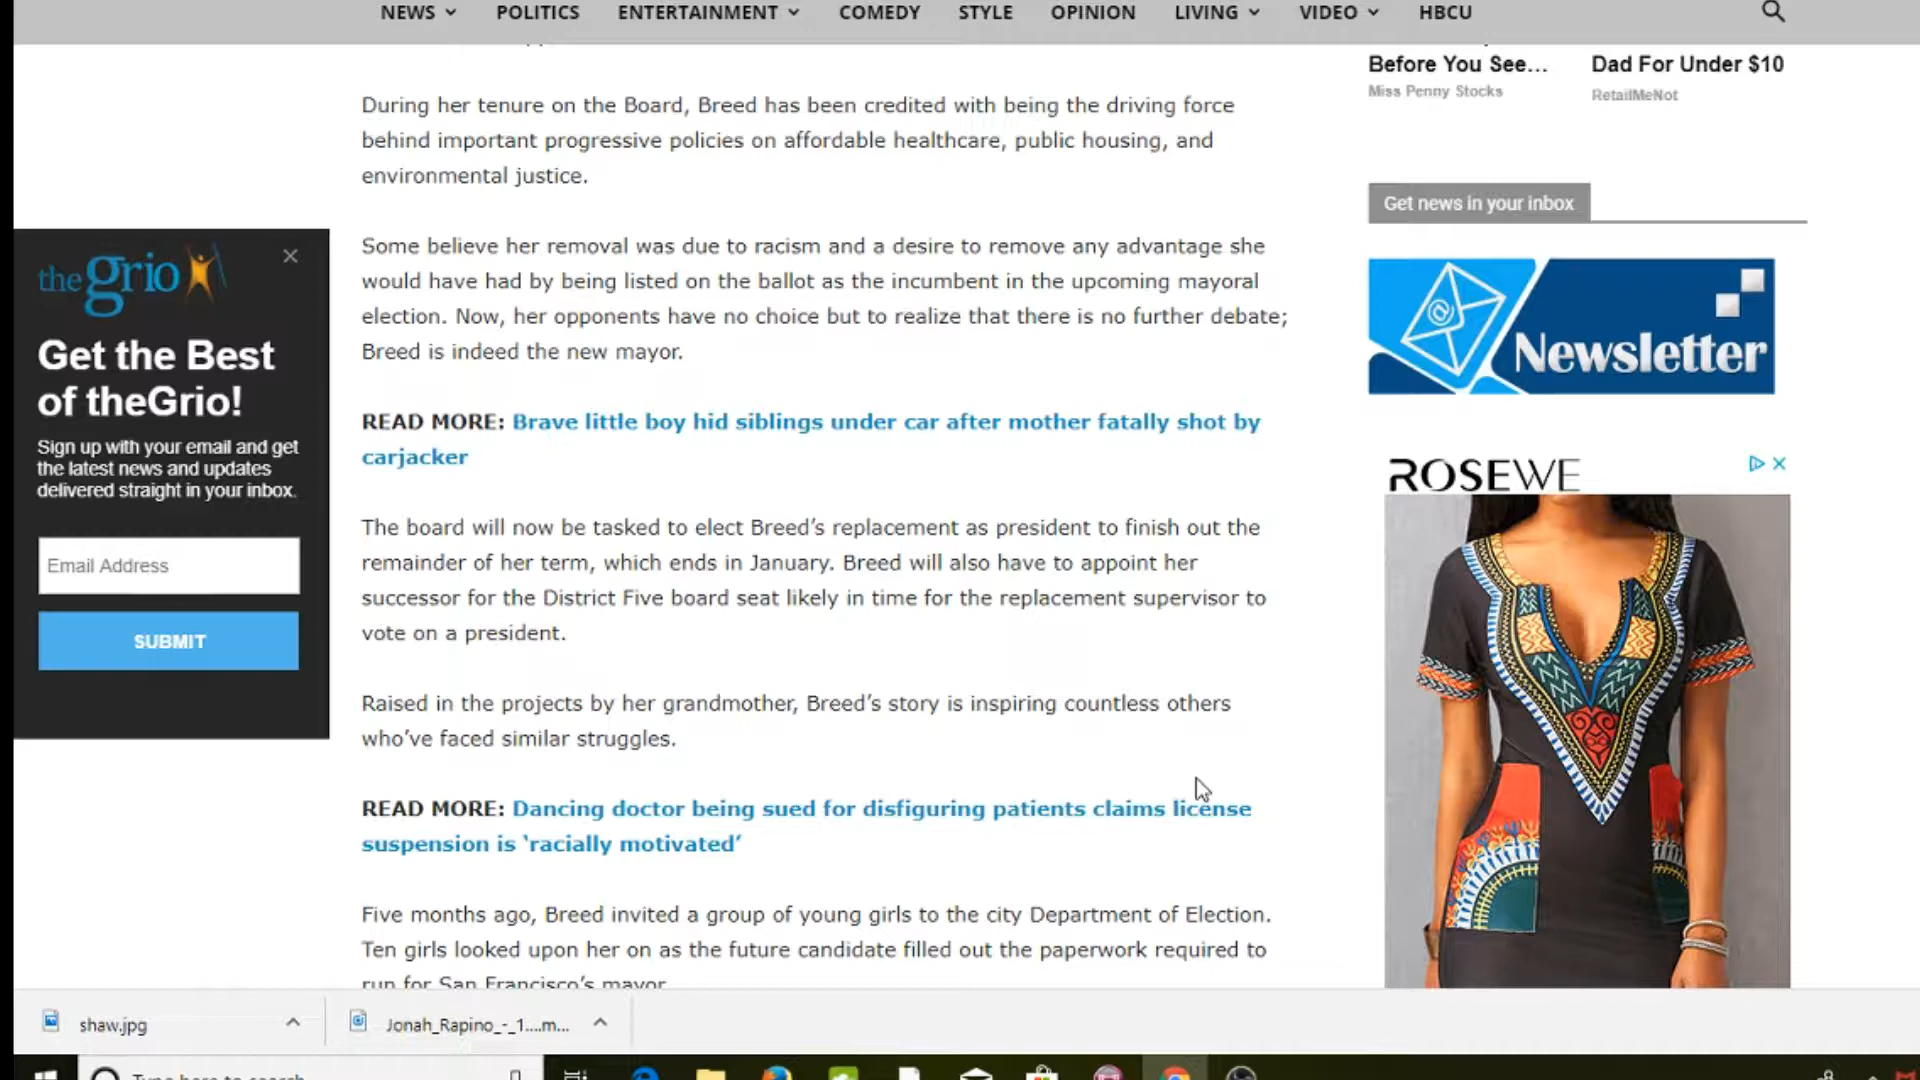 NEWS POLITICS ENTERTAINMENT COMEDY STYLE OPINION LIVING VIDEO HBCU
During her tenure on the Board, Breed has been credited with being the driving force
behind important progressive policies on affordable healthcare, public housing, and
environmental justice.
Some believe her removal was due to racism and a desire to remove any advantage she
would have had by being listed on the ballot as the incumbent in the upcoming mayoral
election. Now, her opponents have no choice but to realize that there is no further debate;
Breed is indeed the new mayor.
READ MORE: Brave little boy hid siblings under car after mother fatally shot by
carjacker
The board will now be tasked to elect Breed’s replacement as president to finish out the
remainder of her term, which ends in January. Breed will also have to appoint her
successor for the District Five board seat likely in time for the replacement supervisor to
vote on a president.
Raised in the projects by her grandmother, Breed’s story is inspiring countless others
who’ve faced similar struggles.
READ MORE: Dancing doctor being sued for disfiguring patients claims license
suspension is ‘racially motivated’
Five months ago, Breed invited a group of young girls to the city Department of Election.
Ten girls looked upon her on as the future candidate filled out the paperwork required to
run for San Francisco’s mayor
the grio
Get the Best
of theGrio!
Sign up with your email and get
the latest news and updates
delivered straight in your inbox.
Email Address
SUBMIT
Before You See...
Miss Penny Stocks
Dad For Under $10
RetailMeNot
Get news in your inbox
@
Newsletter
ROSEWE
shaw.jpg
Jonah_Rapino_-_1....m...
Type here to search